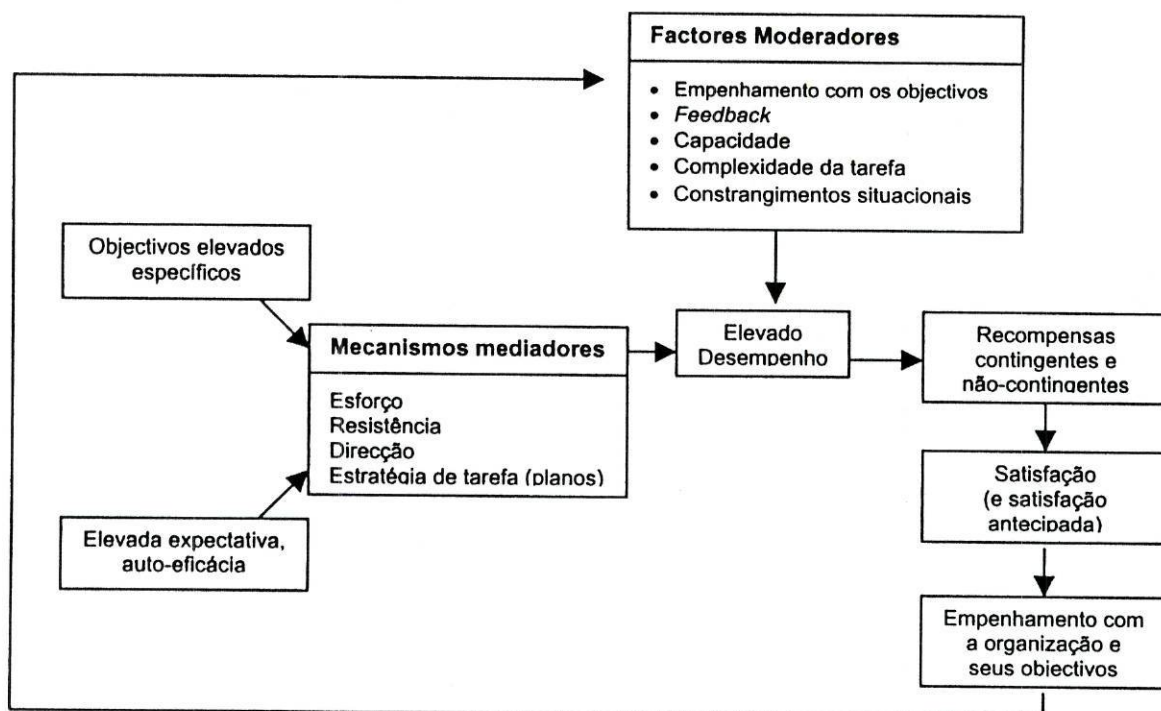 Factores Moderadores
• Empenhamento com os objectivos
• Feedback
• Capacidade
• Complexidade da tarefa
• Constrangimentos situacionais
Objectivos elevados
específicos
Mecanismos mediadores
Esforço
Resistência
Direcção
Estratégia de tarefa (planos)
Elevada expectativa,
auto-eficácia
Elevado
Desempenho
Recompensas
contingentes e
não-contingentes
Satisfação
(e satisfação
antecipada)
Empenhamento com
a organização e
seus objectivos